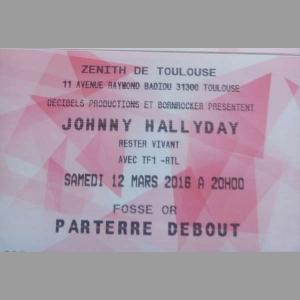 ZENITH DE TOULOUSE
11 AVENUE RAYMOND BADIOU 31300 TOULOUSE
DECIBELS PRODUCTIONS ET BORNROCKER PRESENTENT
JOHNNY HALLYDAY
RESTER VIVANT
AVEC TF1 -RTL
SAMEDI 12 MARS 2016 A 20H00
FOSSE OR
PARTERRE DEBOUT